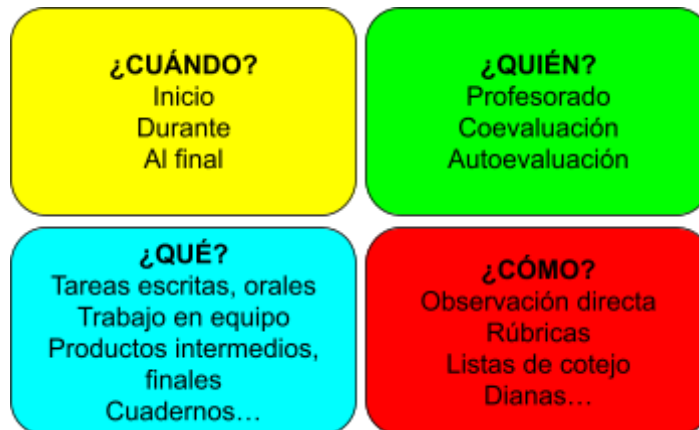 ¿CUÁNDO?
Inicio
Durante
Al final
¿QUIÉN?
Profesorado
Coevaluación
Autoevaluación
¿QUÉ?
Tareas escritas, orales
Trabajo en equipo
Productos intermedios,
finales
Cuadernos…
¿CÓMO?
Observación directa
Rúbricas
Listas de cotejo
Dianas…